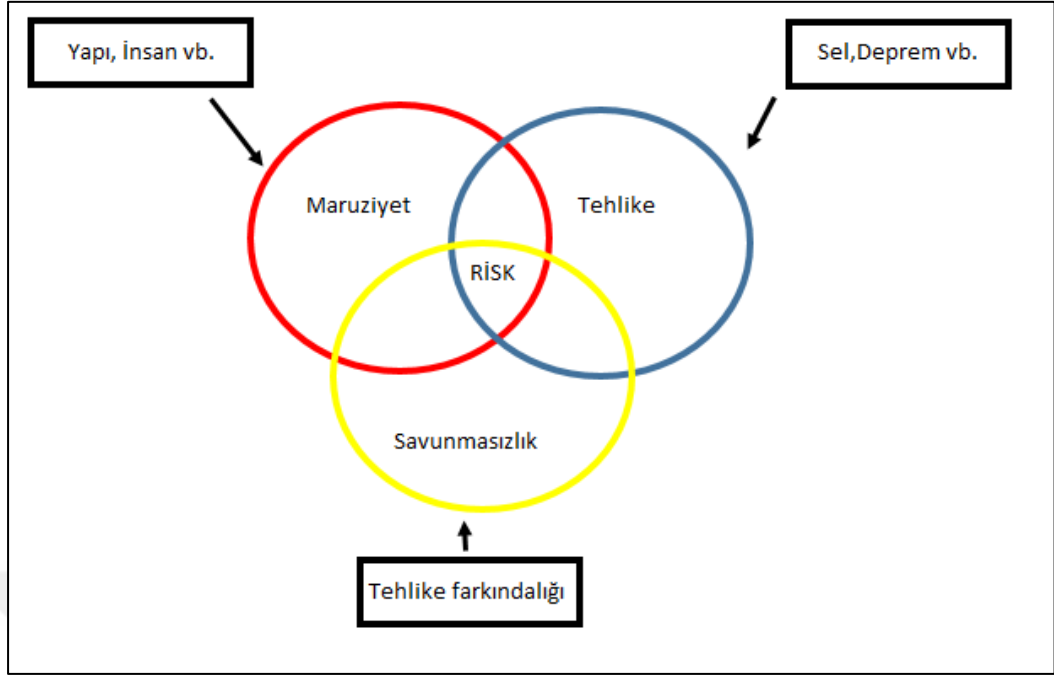 Yapı, İnsan vb.
Sel,Deprem vb.
Maruziyet
Tehlike
RİSK
Savunmasızlık
Tehlike farkındalığı